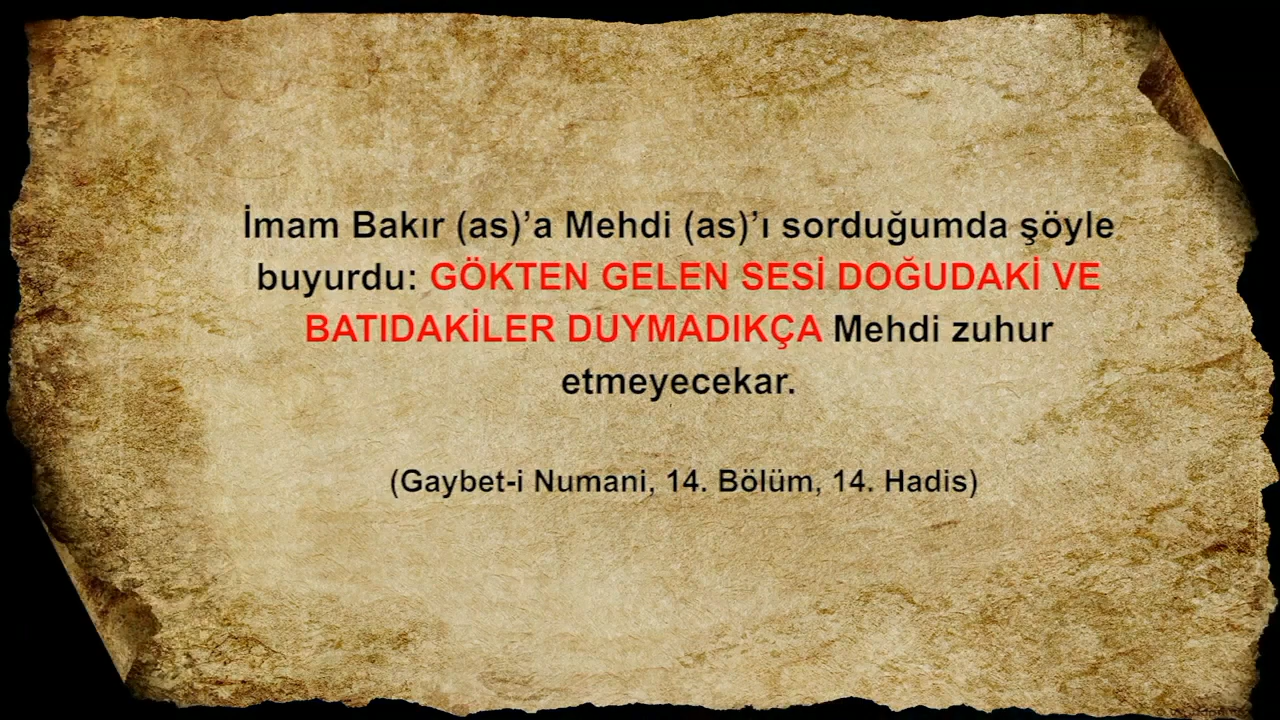 İmam Bakır (as)’a Mehdi (as)’ı sorduğumda şöyle
buyurdu: GÖKTEN GELEN SESİ DOĞUDAKİ VE
BATIDAKİLER DUYMADIKÇA Mehdi zuhur
etmeyecekar.
(Gaybet-i Numani, 14. Bölüm, 14. Hadis)